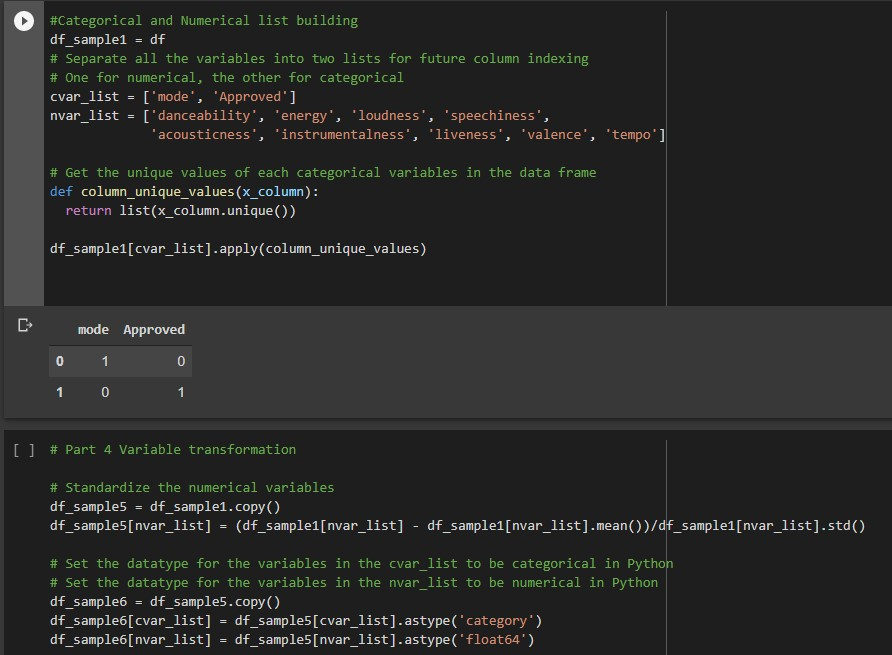 #Categorical and Numerical list building
df_sample1 = df
# Separate all the variables into two lists for future column indexing
# One for numerical, the other for categorical
cvar_list = ['mode', 'Approved']
nvar_list = ['danceability', 'energy', 'loudness', 'speechiness',
'acousticness', 'instrumentalness', 'liveness', 'valence', 'tempo']
# Get the unique values of each categorical variables in the data frame
def column_unique_values(x_column):
return list(x_column.unique())
df_sample1[cvar_list].apply(column_unique_values)
mode Approved
0 1 0
1 0 1
[ ] # Part 4 Variable transformation
# Standardize the numerical variables
df_sample5 = df_sample1.copy()
df_sample5[nvar_list] = (df_sample1[nvar_list] - df_sample1[nvar_list].mean())/df_sample1[nvar_list].std()
# Set the datatype for the variables in the cvar_list to be categorical in Python
# Set the datatype for the variables in the nvar_list to be numerical in Python
df_sample6 = df_sample5.copy()
df_sample6[cvar_list] = df_sample5[cvar_list].astype('category')
df_sample6[nvar_list] = df_sample5[nvar_list].astype('float64')